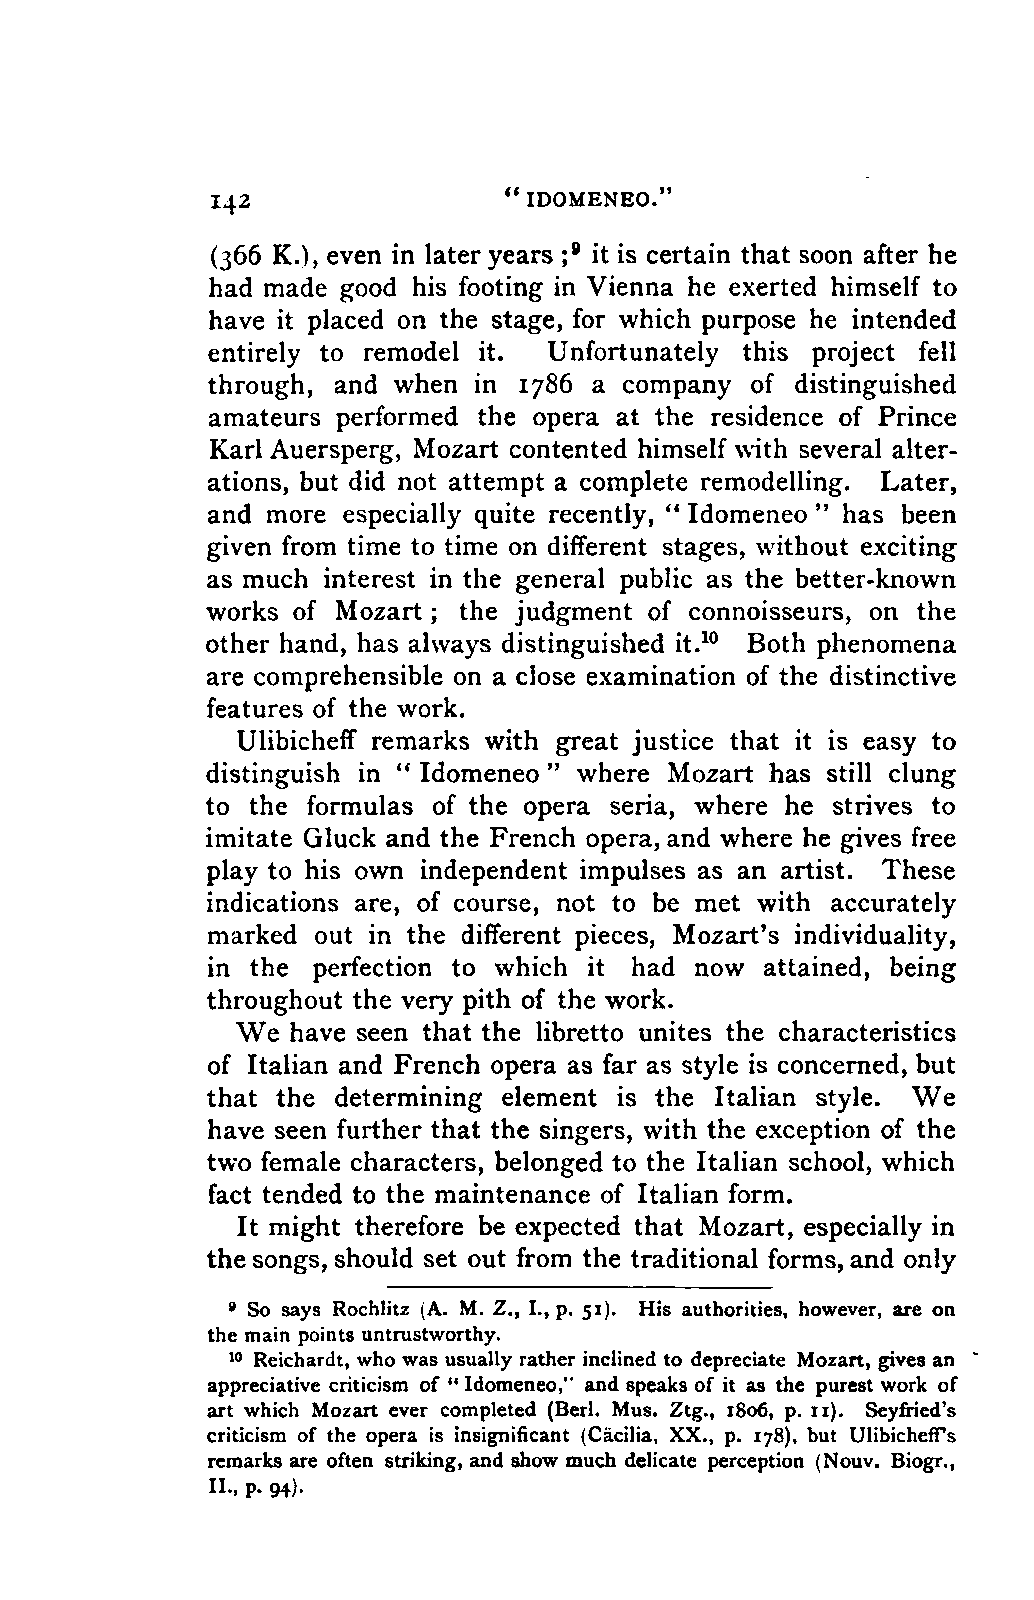 142 “ IDOMENEO.”
(366 K.), even in later years ;⁹ it is certain that soon after he
had made good his footing in Vienna he exerted himself to
have it placed on the stage, for which purpose he intended
entirely to remodel it. Unfortunately this project fell
through, and when in 1786 a company of distinguished
amateurs performed the opera at the residence of Prince
Karl Auersperg, Mozart contented himself with several alter-
ations, but did not attempt a complete remodelling. Later,
and more especially quite recently, “ Idomeneo ” has been
given from time to time on different stages, without exciting
as much interest in the general public as the better-known
works of Mozart ; the judgment of connoisseurs, on the
other hand, has always distinguished it.¹⁰ Both phenomena
are comprehensible on a close examination of the distinctive
features of the work.
Ulibicheff remarks with great justice that it is easy to
distinguish in “ Idomeneo ” where Mozart has still clung
to the formulas of the opera seria, where he strives to
imitate Gluck and the French opera, and where he gives free
play to his own independent impulses as an artist. These
indications are, of course, not to be met with accurately
marked out in the different pieces, Mozart’s individuality,
in the perfection to which it had now attained, being
throughout the very pith of the work.
We have seen that the libretto unites the characteristics
of Italian and French opera as far as style is concerned, but
that the determining element is the Italian style. We
have seen further that the singers, with the exception of the
two female characters, belonged to the Italian school, which
fact tended to the maintenance of Italian form.
It might therefore be expected that Mozart, especially in
the songs, should set out from the traditional forms, and only
⁹ So says Rochlitz (A. M. Z., I., p. 51). His authorities, however, are on
the main points untrustworthy.
¹⁰ Reichardt, who was usually rather inclined to depreciate Mozart, gives an
appreciative criticism of “ Idomeneo,” and speaks of it as the purest work of
art which Mozart ever completed (Berl. Mus. Ztg., 1806, p. 11). Seyfried’s
criticism of the opera is insignificant (Cäcilia, XX., p. 178), but Ulibicheff’s
remarks are often striking, and show much delicate perception (Nouv. Biogr.,
II., p. 94).